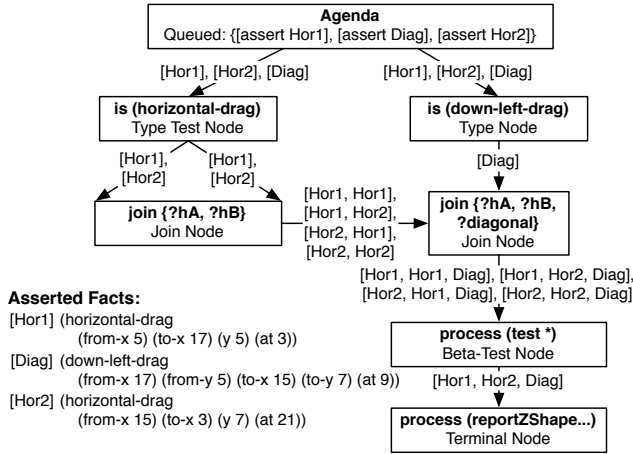 Agenda
Queued: {[assert Hor1], [assert Diag], [assert Hor2]}
[Hor1], [Hor2], [Diag]
[Hor1], [Hor2], [Diag]
is (horizontal-drag)
Type Test Node
is (down-left-drag)
Type Node
[Hor1],
[Hor2]
[Hor1],
[Hor2]
[Diag]
join {?hA, ?hB}
Join Node
[Hor1, Hor1],
[Hor1, Hor2],
[Hor2, Hor1],
[Hor2, Hor2]
join {?hA, ?hB,
?diagonal}
Join Node
[Hor1, Hor1, Diag], [Hor1, Hor2, Diag],
[Hor2, Hor1, Diag], [Hor2, Hor2, Diag]
Asserted Facts:
[Hor1] (horizontal-drag
(from-x 5) (to-x 17) (y 5) (at 3))
[Diag] (down-left-drag
(from-x 17) (from-y 5) (to-x 15) (to-y 7) (at 9))
[Hor2] (horizontal-drag
(from-x 15) (to-x 3) (y 7) (at 21))
process (test *)
Beta-Test Node
[Hor1, Hor2, Diag]
process (reportZShape...)
Terminal Node